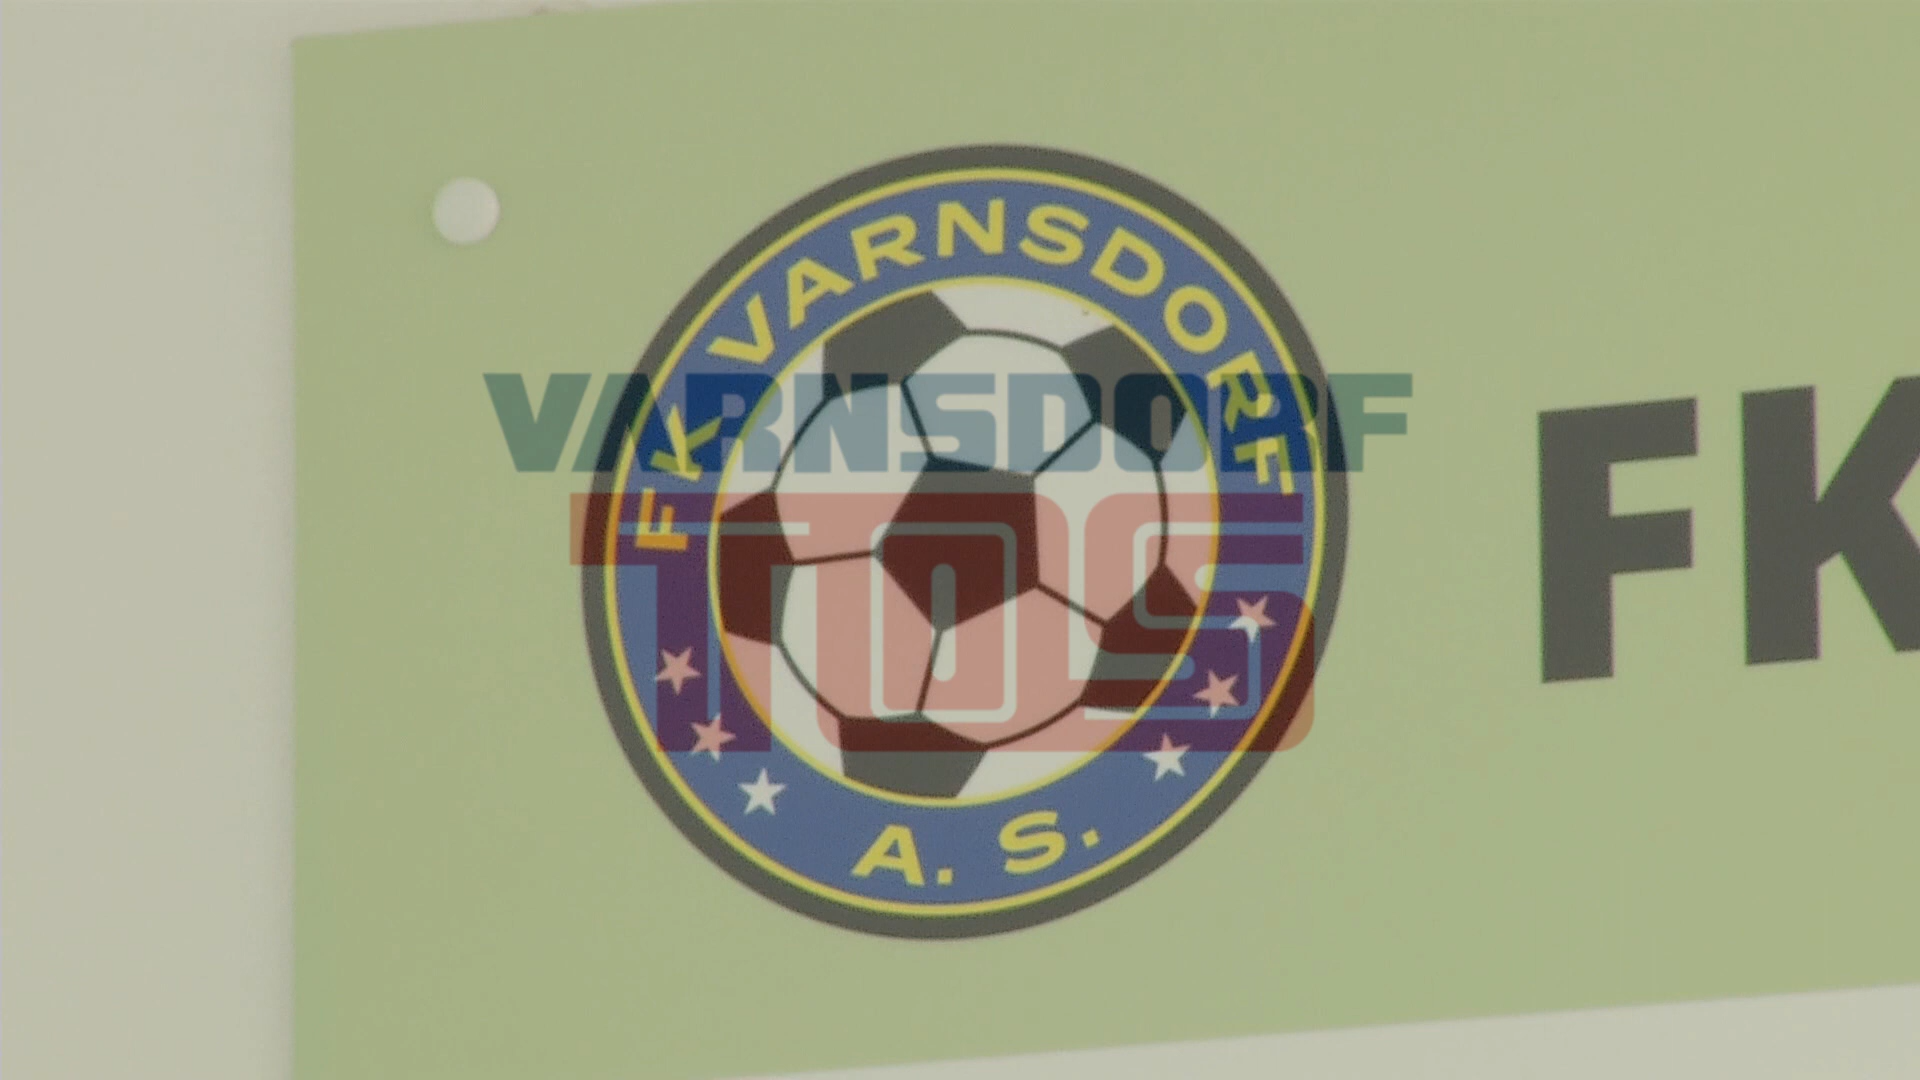 FK VARNSDORF
A. S.
VARNSDORF
TOS
FK